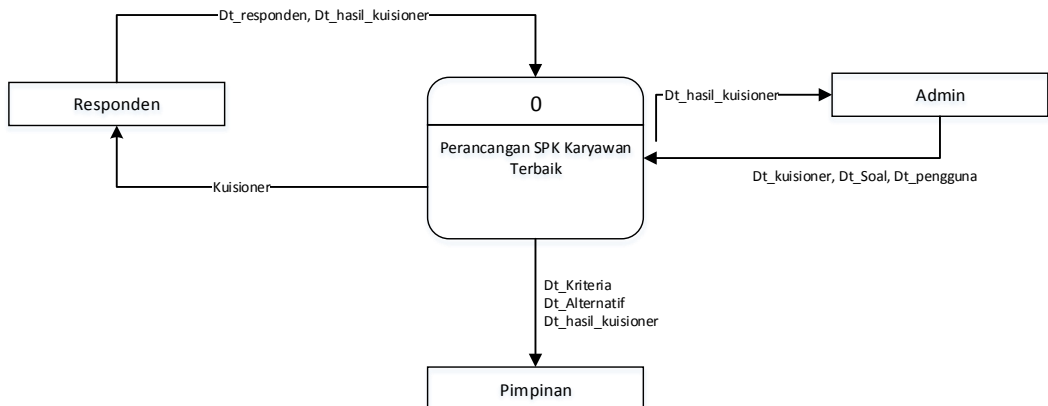 Dt_responden, Dt_hasil_kuisioner
Responden
0
Dt_hasil_kuisioner
Admin
Perancangan SPK Karyawan
Terbaik
Dt_kuisioner, Dt_Soal, Dt_pengguna
Kuisioner
Dt_Kriteria
Dt_Alternatif
Dt_hasil_kuisioner
Pimpinan